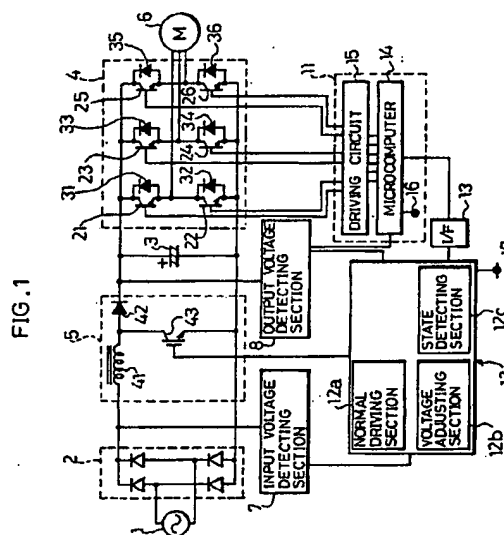 FIG.1
1
2
5
41
42
43
3
4
21
31
22
32
23
33
24
34
25
35
26
36
6
M
INPUT VOLTAGE
DETECTING
SECTION
7
OUTPUT VOLTAGE
DETECTING
SECTION
8
11
DRIVING
CIRCUIT
15
MICROCOMPUTER
14
16
I/F
13
NORMAL
DRIVING
SECTION
12a
VOLTAGE
ADJUSTING
SECTION
12b
STATE
DETECTING
SECTION
12c